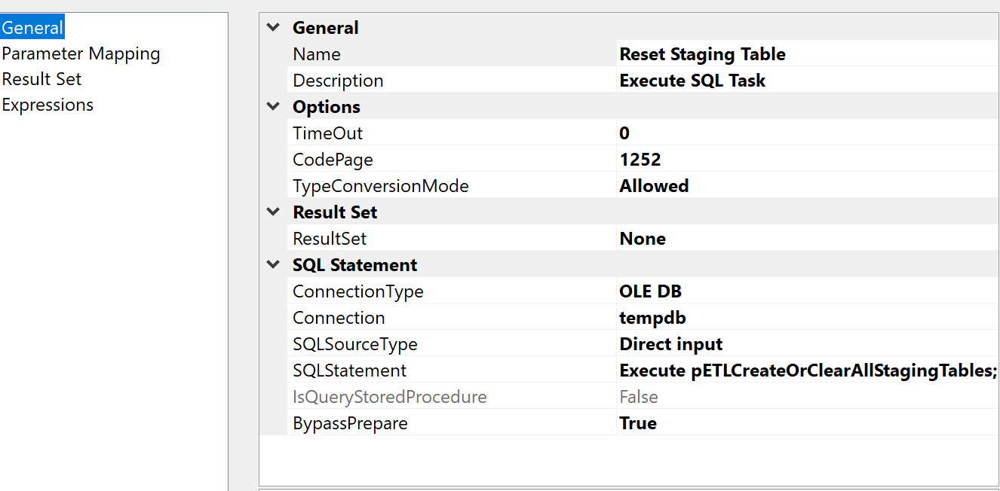 General
Parameter Mapping
Result Set
Expressions
General
Name Reset Staging Table
Description Execute SQL Task
Options
TimeOut 0
CodePage 1252
TypeConversionMode Allowed
Result Set
ResultSet None
SQL Statement
ConnectionType OLE DB
Connection tempdb
SQLSourceType Direct input
SQLStatement Execute pETLCreateOrClearAllStagingTables;
IsQueryStoredProcedure False
BypassPrepare True